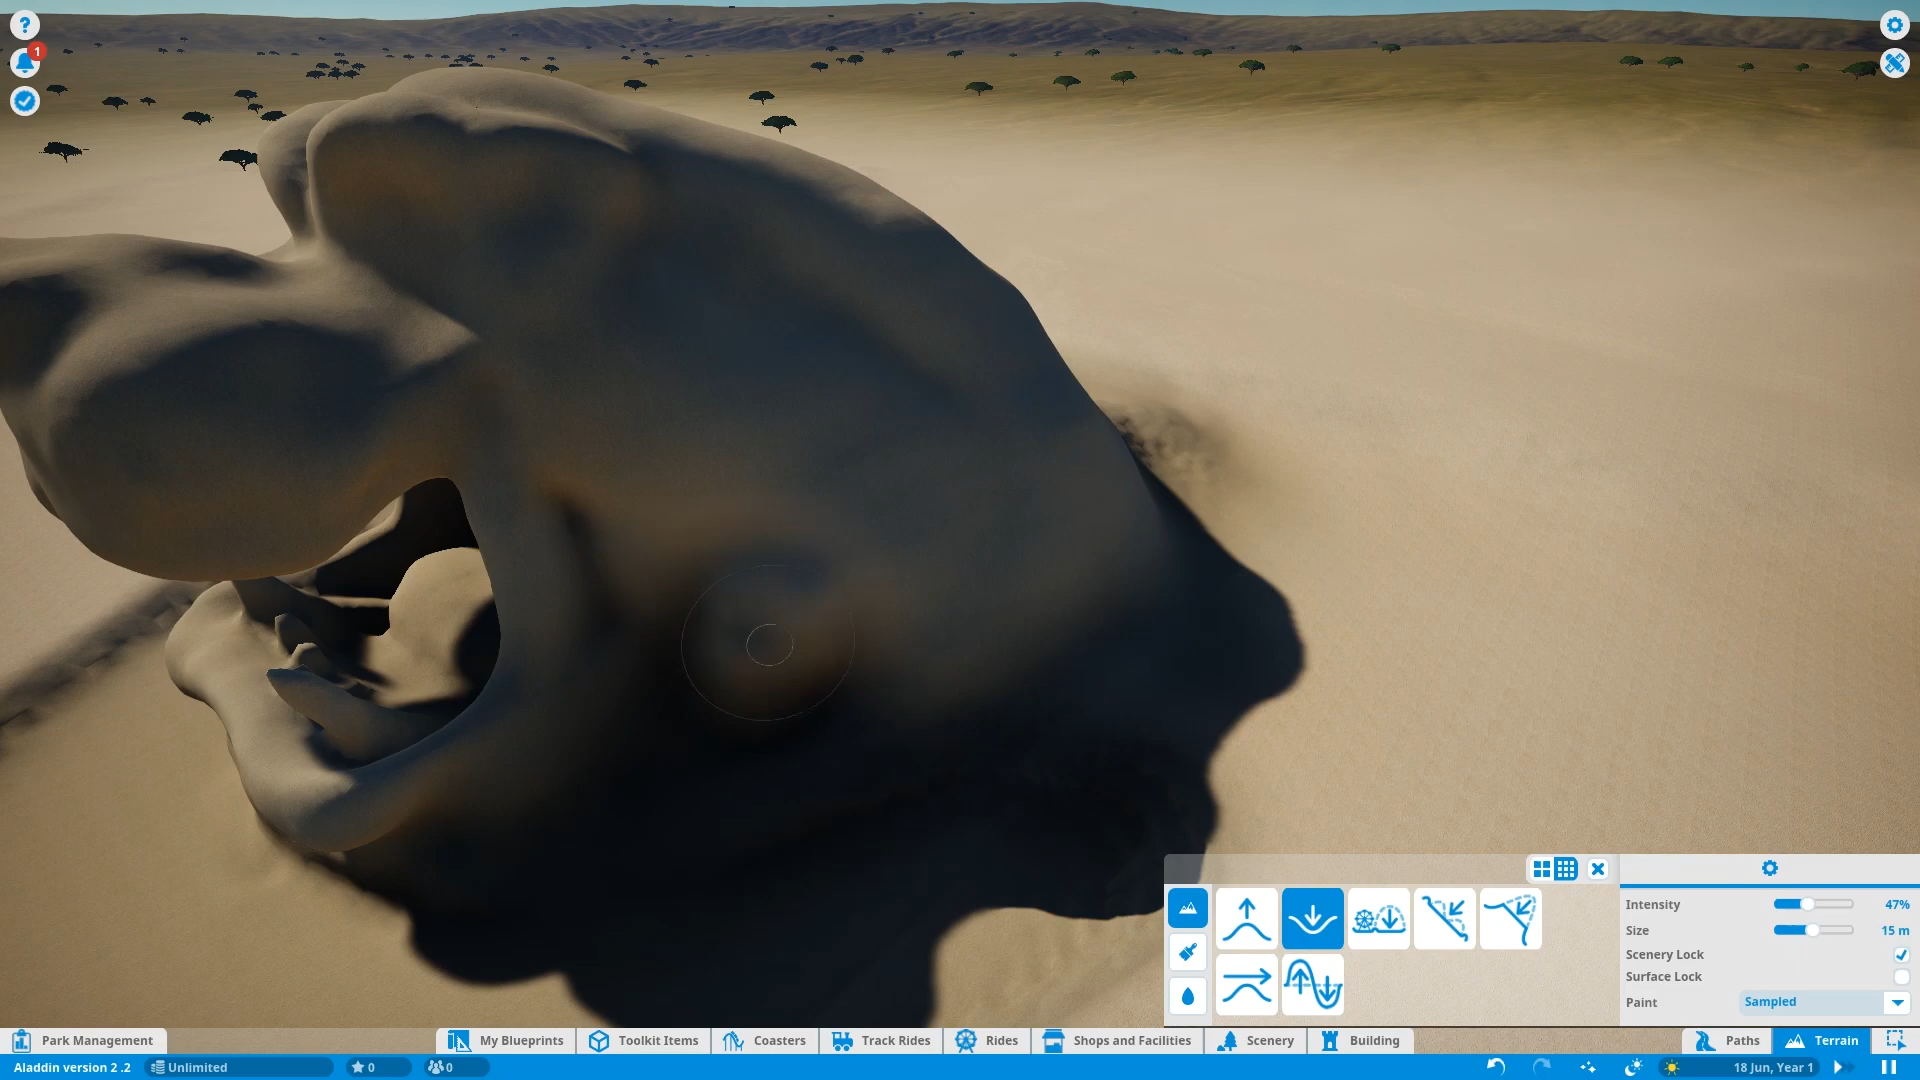 ?
1
Intensity 47%
Size 15 m
Scenery Lock
Surface Lock
Paint Sampled
Park Management My Blueprints Toolkit Items Coasters Track Rides Rides Shops and Facilities Scenery Building Paths Terrain
Aladdin version 2 .2 Unlimited 0 0 18 Jun, Year 1